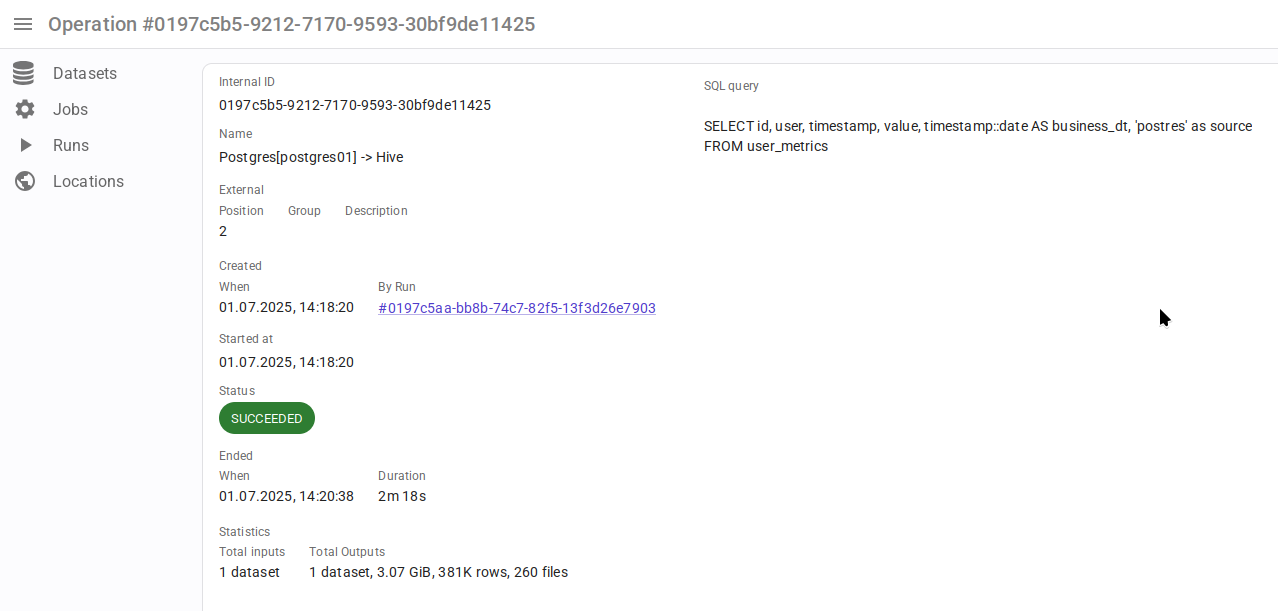 Operation #0197c5b5-9212-7170-9593-30bf9de11425
Datasets
Jobs
Runs
Locations
Internal ID
0197c5b5-9212-7170-9593-30bf9de11425
Name
Postgres[postgres01] -> Hive
External
Position Group Description
2
Created
When By Run
01.07.2025, 14:18:20 #0197c5aa-bb8b-74c7-82f5-13f3d26e7903
Started at
01.07.2025, 14:18:20
Status
SUCCEEDED
Ended
When Duration
01.07.2025, 14:20:38 2m 18s
Statistics
Total inputs Total Outputs
1 dataset 1 dataset, 3.07 GiB, 381K rows, 260 files
SQL query
SELECT id, user, timestamp, value, timestamp::date AS business_dt, 'postres' as source
FROM user_metrics